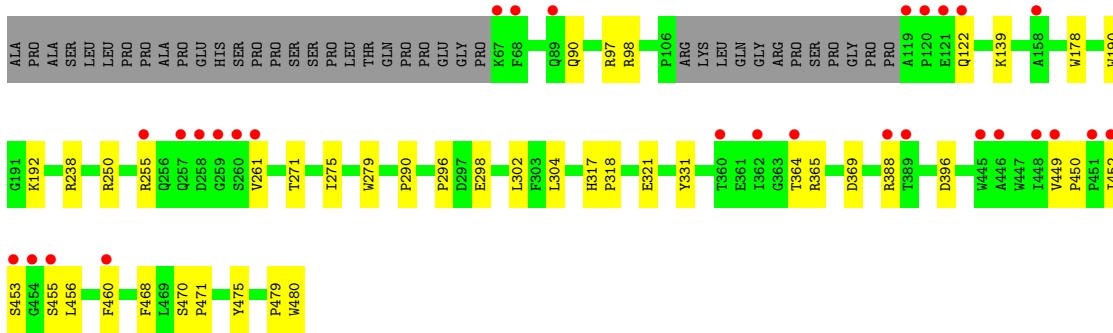 ALA PRO ALA SER LEU LEU PRO PRO ALA PRO GLU HIS SER PRO PRO SER SER PRO LEU THR GLN PRO PRO GLU GLY PRO K67 F68 Q89 Q90 R97 R98 P106 ARG LYS LEU GLN GLY ARG PRO SER PRO GLY PRO PRO A119 P120 E121 Q122 K139 A158 W178 W190
G191 K192 R238 R250 R255 Q256 Q257 D258 G259 S260 V261 T271 I275 W279 P290 P296 D297 E298 L302 F303 L304 H317 P318 E321 Y331 T360 E361 I362 G363 T364 R365 D369 R388 T389 D396 W445 A446 W447 I448 V449 P450 P451 I452
S453 G454 S455 L456 F460 F468 L469 S470 P471 Y475 P479 W480